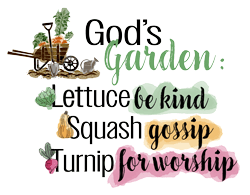 God's
Garden:
Lettuce be kind
Squash gossip
Turnip for worship